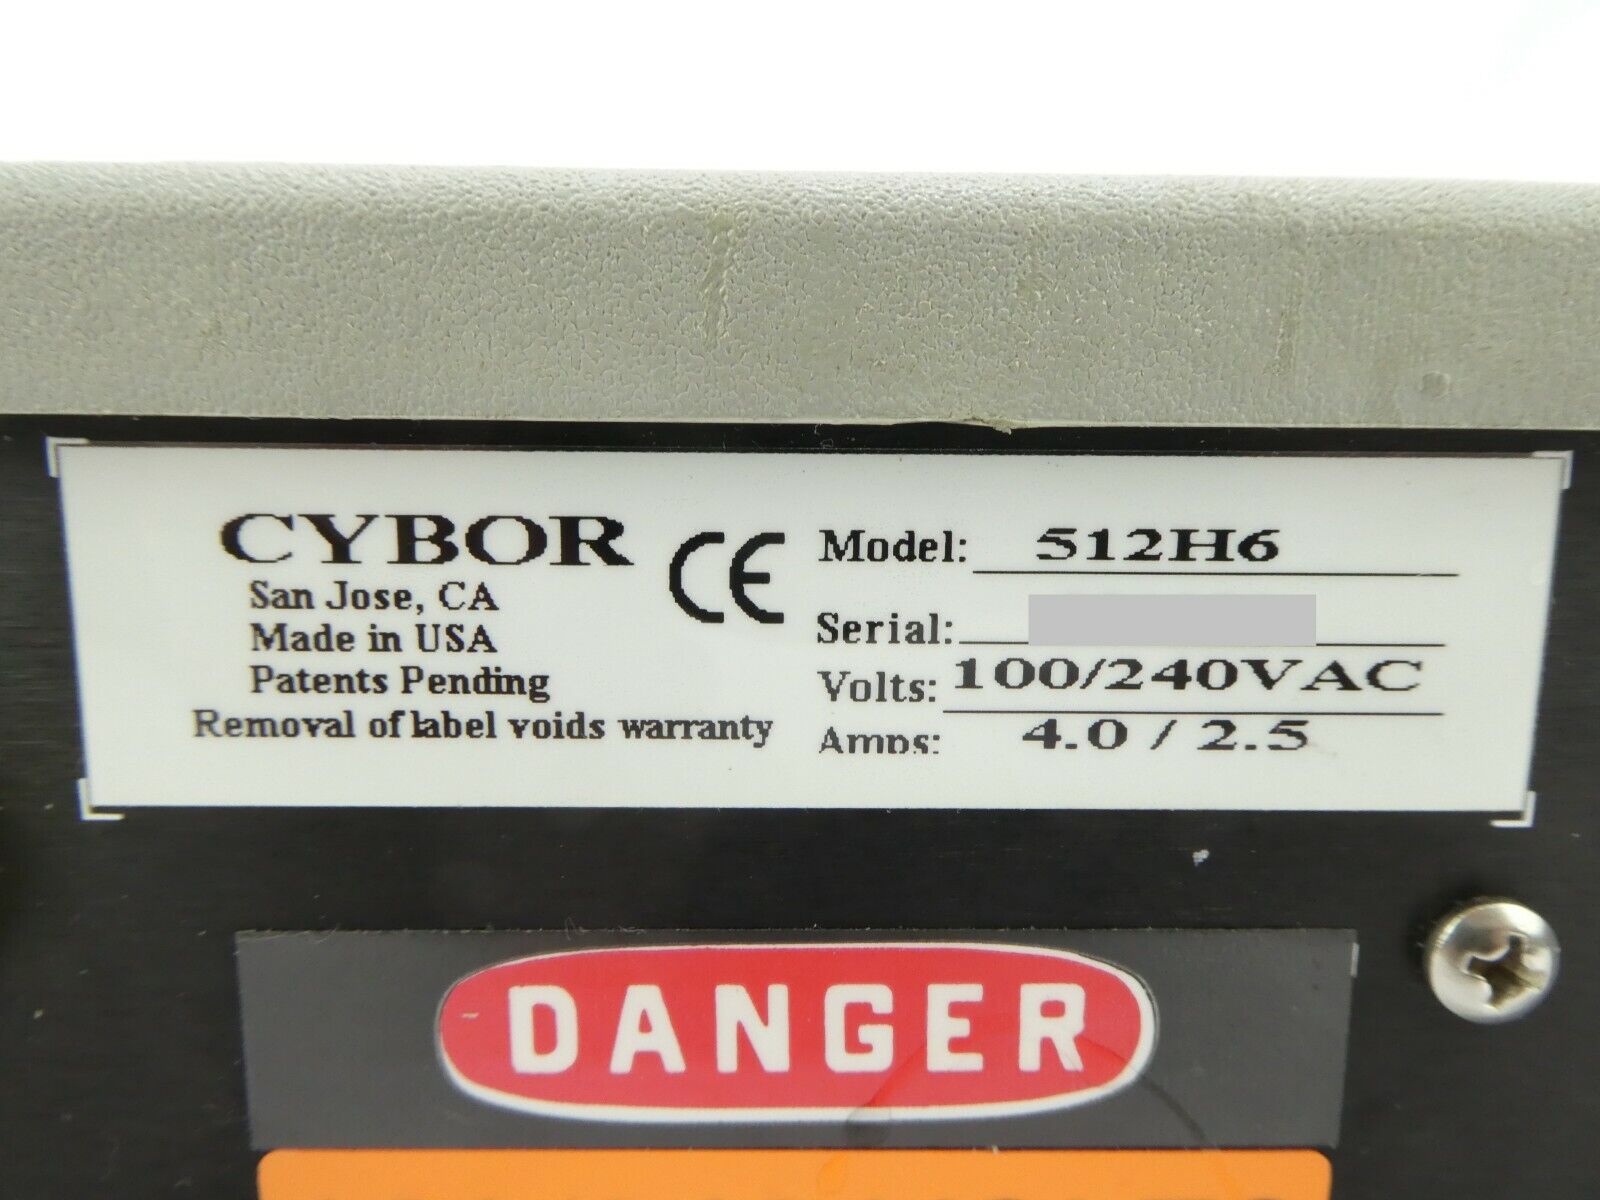 CYBOR
San Jose, CA
Made in USA
Patents Pending
Removal of label voids warranty
CE
Model: 512H6
Serial:
Volts: 100/240VAC
Amps: 4.0 / 2.5
DANGER